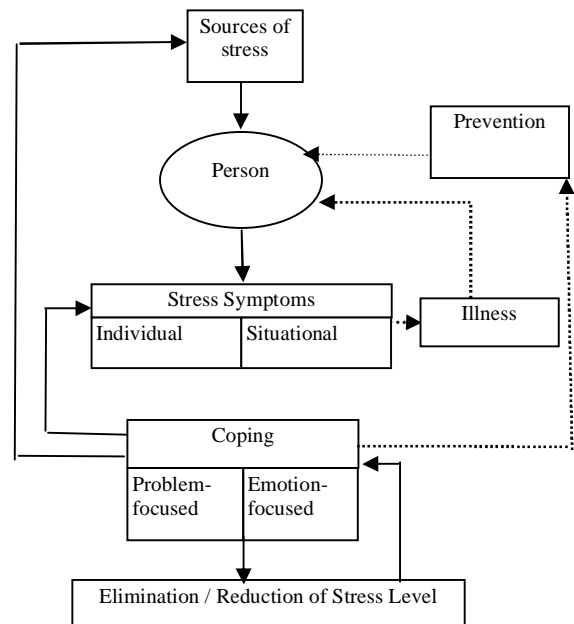 Sources of
stress
Prevention
Person
Stress Symptoms
Individual
Situational
Illness
Coping
Problem-
focused
Emotion-
focused
Elimination / Reduction of Stress Level